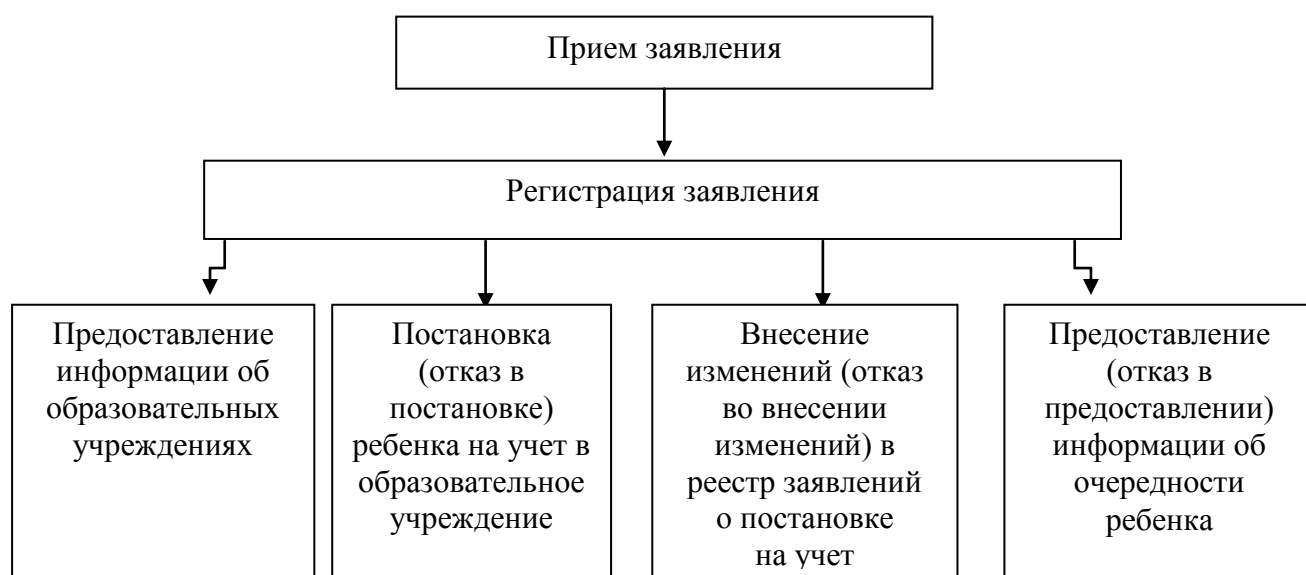 Прием заявления
Регистрация заявления
Предоставление
информации об
образовательных
учреждениях
Постановка
(отказ в
постановке)
ребенка на учет в
образовательное
учреждение
Внесение
изменений (отказ
во внесении
изменений) в
реестр заявлений
о постановке
на учет
Предоставление
(отказ в
предоставлении)
информации об
очередности
ребенка